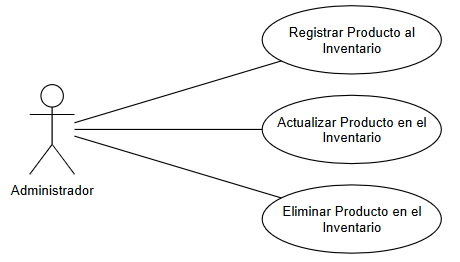 Registrar Producto al
Inventario
Actualizar Producto en el
Inventario
Administrador
Eliminar Producto en el
Inventario